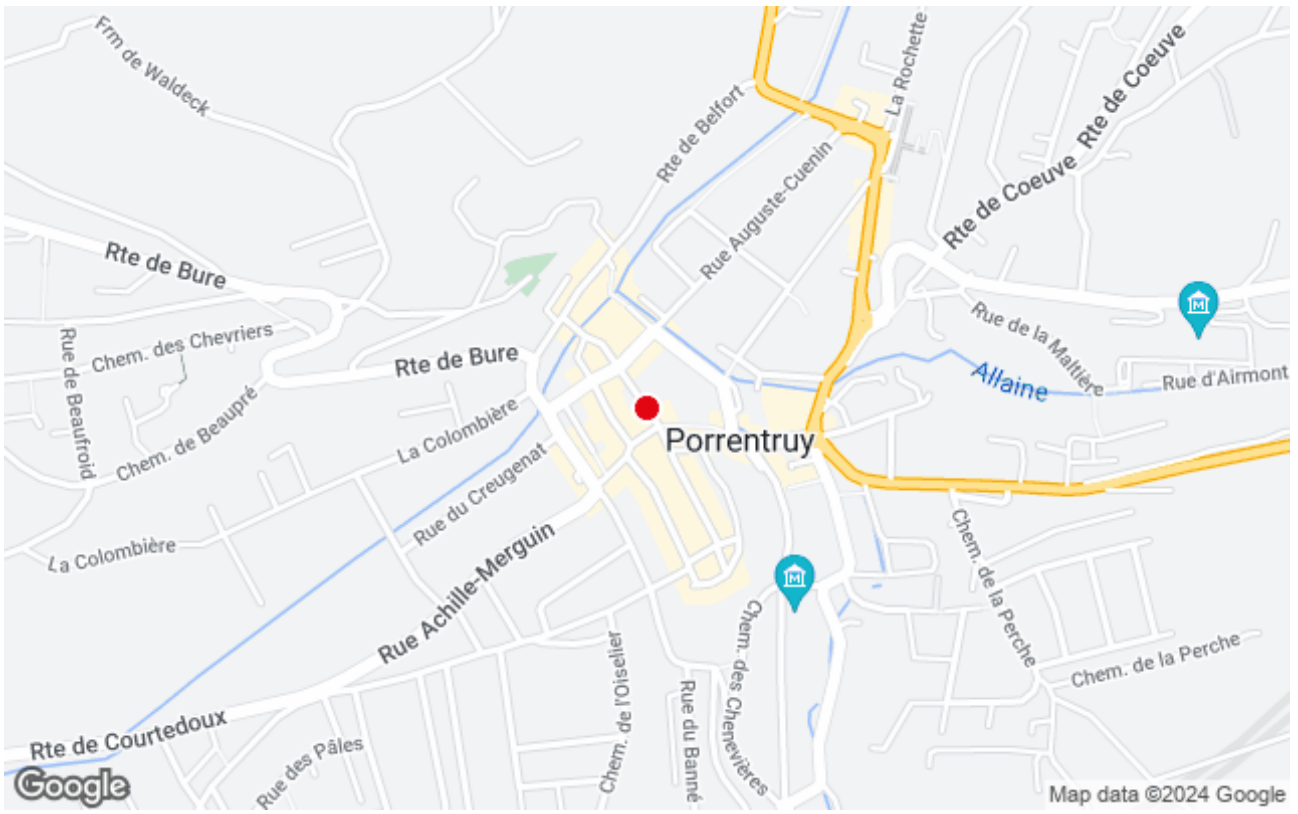 Frm de Waldeck
La Rochette
Rte de Coeuve
Rte de Belfort
Rue Auguste-Cuenin
Rte de Coeuve
Rte de Bure
Rue de la Maltière
Chem. des Chevriers
Rte de Bure
Rue de Beaufroid
Allaine
Rue d'Airmont
Chem. de Beaupré
La Colombière
Porrentruy
Rue du Creugenat
La Colombière
Chem. de la Perche
Rue Achille-Merguin
M
M
Chem. des Chenevières
Chem. de l'Oiselier
Chem. de la Perche
Rue du Banné
Rte de Courtedoux
Rue des Pâles
Google
Map data ©2024 Google